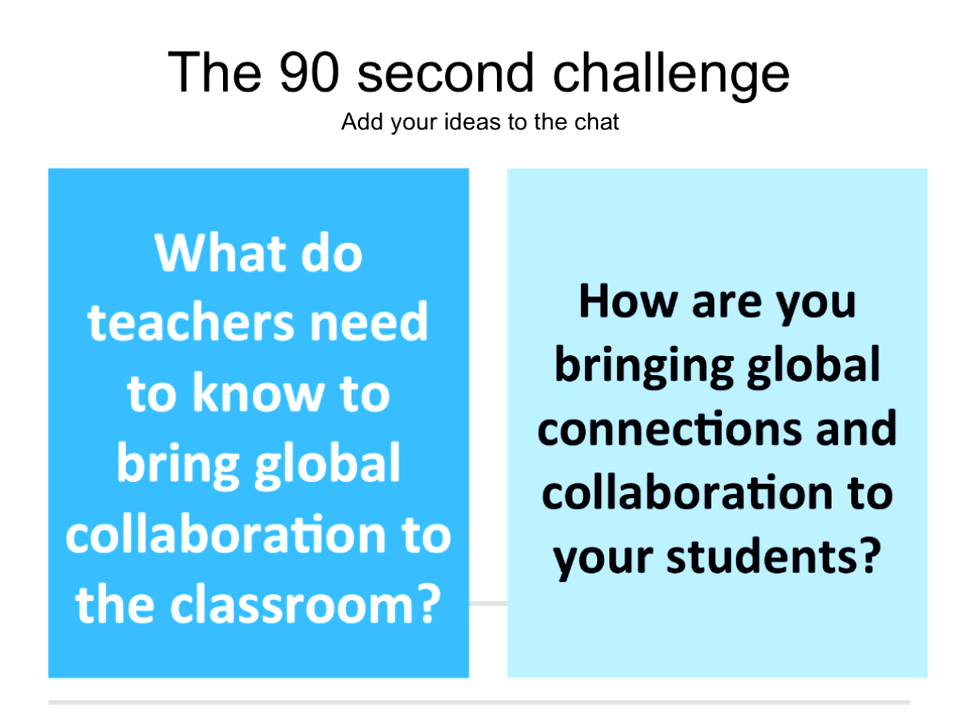 The 90 second challenge
Add your ideas to the chat
What do
teachers need
to know to
bring global
collaboration to
the classroom?
How are you
bringing global
connections and
collaboration to
your students?